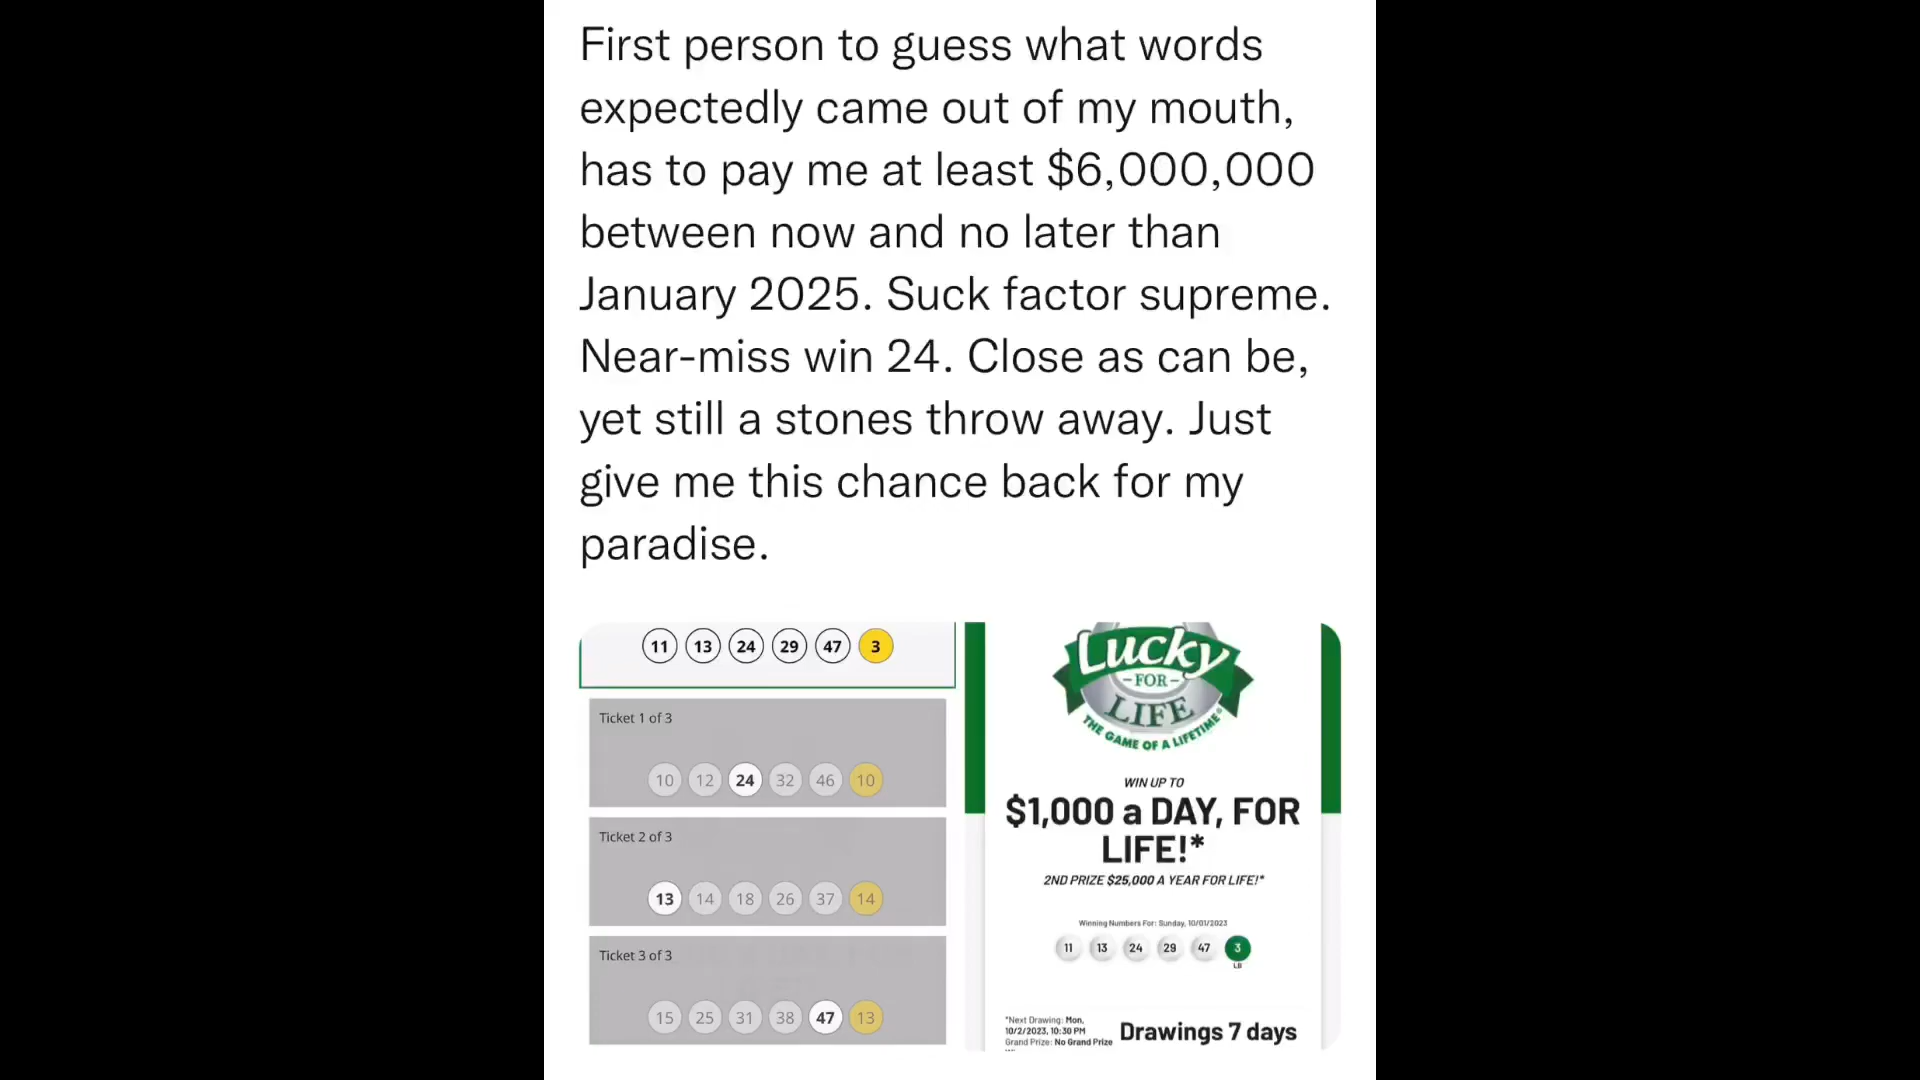 First person to guess what words
expectedly came out of my mouth,
has to pay me at least $6,000,000
between now and no later than
January 2025. Suck factor supreme.
Near-miss win 24. Close as can be,
yet still a stones throw away. Just
give me this chance back for my
paradise.
11 13 24 29 47 3
Ticket 1 of 3
10 12 24 32 46 10
Ticket 2 of 3
13 14 18 26 37 14
Ticket 3 of 3
15 25 31 38 47 13
Lucky
-FOR-
LIFE
THE GAME OF A LIFETIME®
WIN UP TO
$1,000 a DAY, FOR
LIFE!*
2ND PRIZE $25,000 A YEAR FOR LIFE!*
Winning Numbers For: Sunday, 10/01/2023
11 13 24 29 47 3
LB
*Next Drawing: Mon,
10/2/2023, 10:30 PM
Grand Prize: No Grand Prize
Drawings 7 days